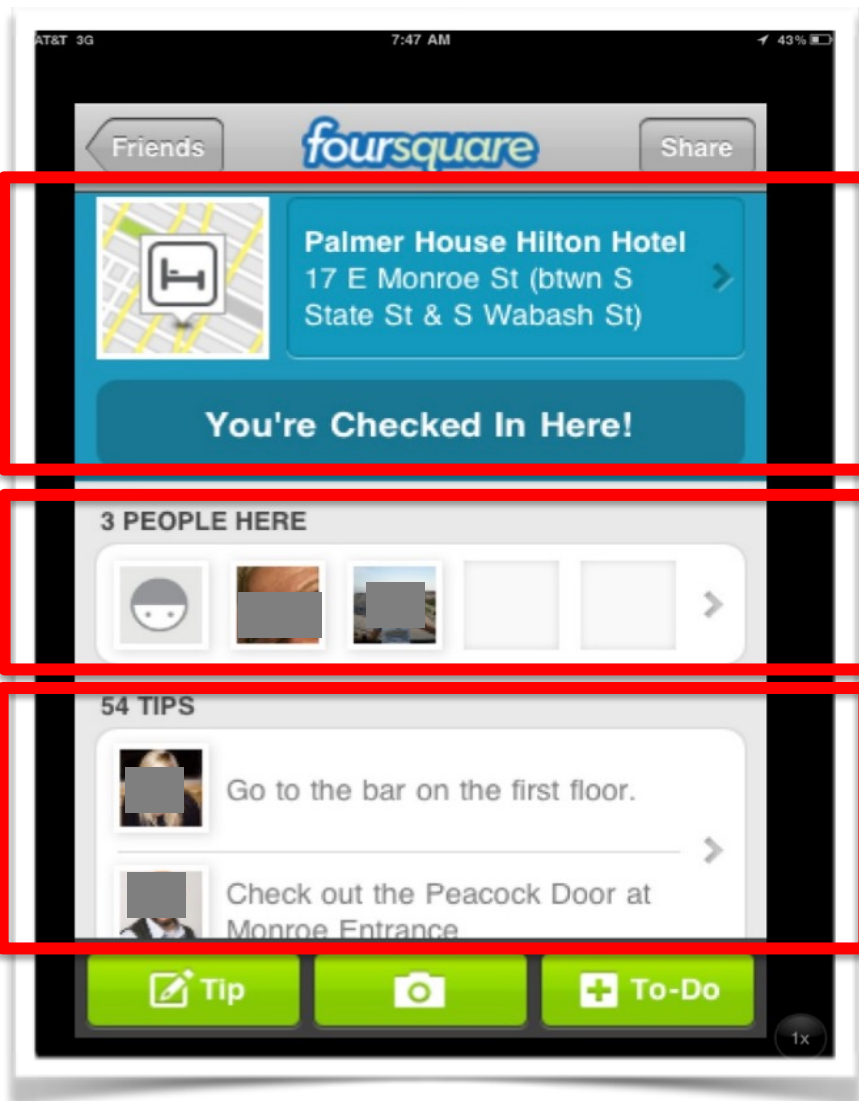 AT&T 3G 7:47 AM 43%
Friends foursquare Share
Palmer House Hilton Hotel
17 E Monroe St (btwn S
State St & S Wabash St)
You're Checked In Here!
3 PEOPLE HERE
54 TIPS
Go to the bar on the first floor.
Check out the Peacock Door at
Monroe Entrance
Tip To-Do
1x